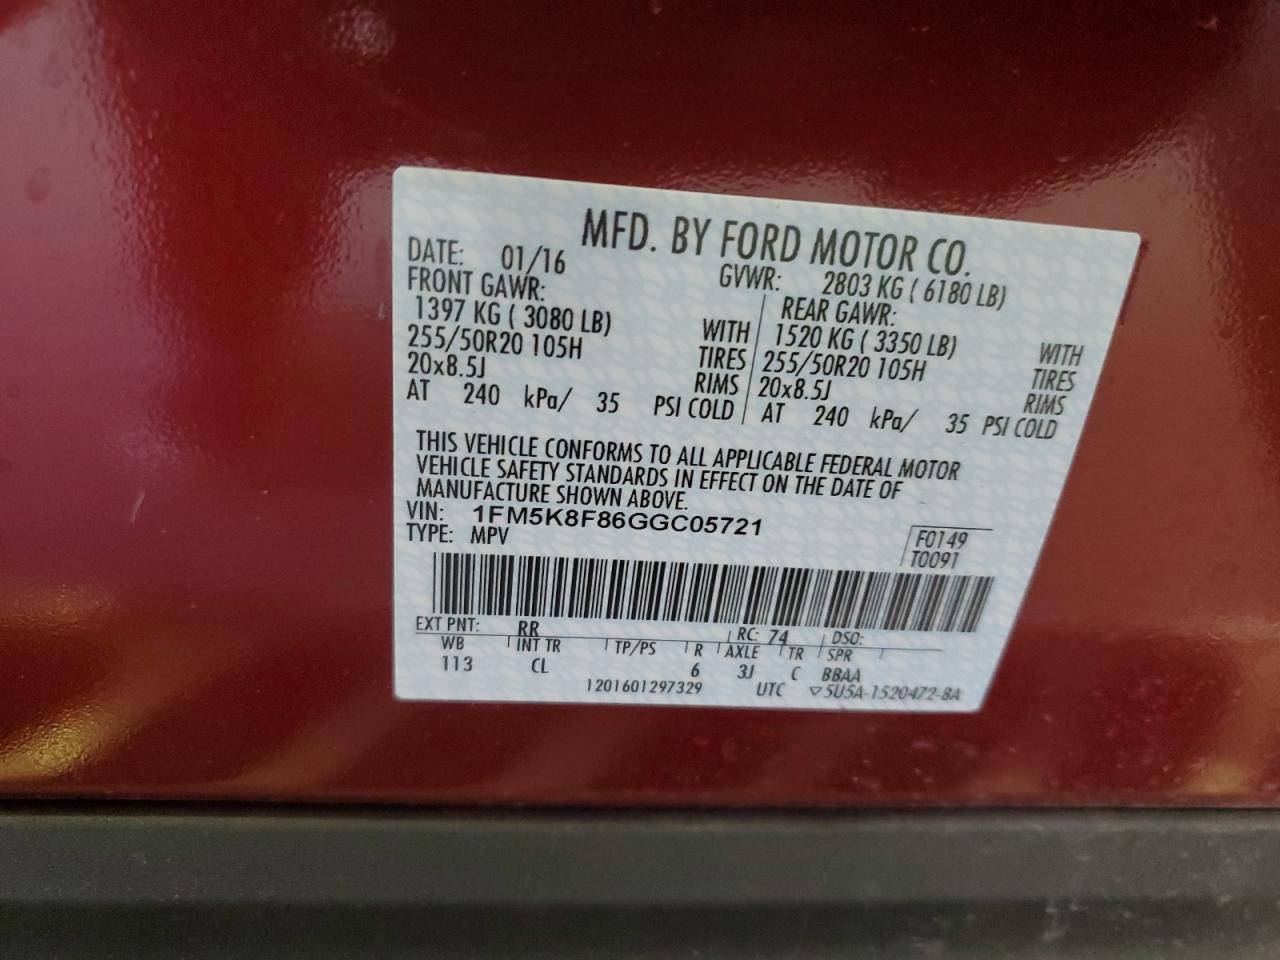 MFD. BY FORD MOTOR CO.
DATE: 01/16 GVWR: 2803 KG ( 6180 LB)
FRONT GAWR: REAR GAWR:
1397 KG ( 3080 LB) WITH 1520 KG ( 3350 LB) WITH
255/50R20 105H TIRES 255/50R20 105H TIRES
20x8.5J RIMS 20x8.5J RIMS
AT 240 kPa/ 35 PSI COLD AT 240 kPa/ 35 PSI COLD
THIS VEHICLE CONFORMS TO ALL APPLICABLE FEDERAL MOTOR
VEHICLE SAFETY STANDARDS IN EFFECT ON THE DATE OF
MANUFACTURE SHOWN ABOVE.
VIN: 1FM5K8F86GGC05721
TYPE: MPV
F0149
T0091
EXT PNT: RR RC: 74 DSO:
WB INT TR TP/PS R AXLE TR SPR
113 CL 6 3J C BBAA
1201601297329 UTC ▽5U5A-1520472-BA